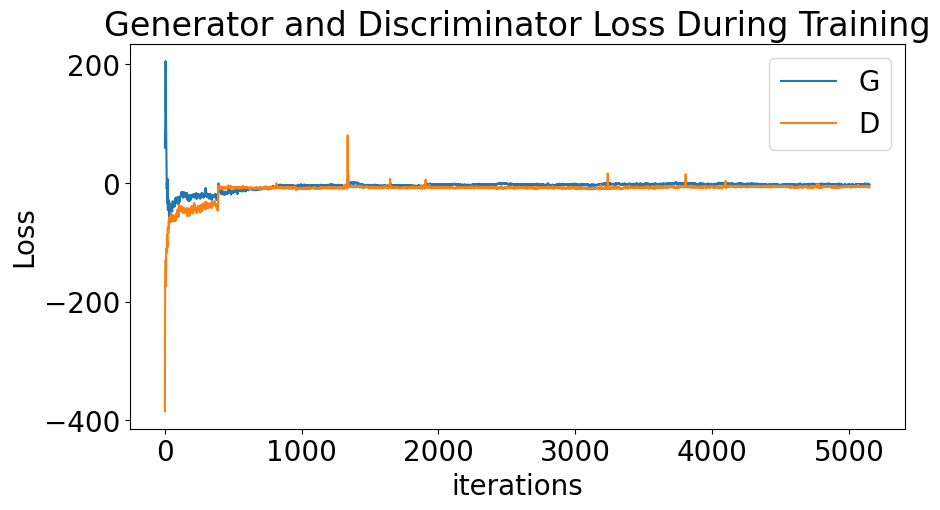 Generator and Discriminator Loss During Training
200
0
−200
−400
Loss
G
D
0 1000 2000 3000 4000 5000
iterations